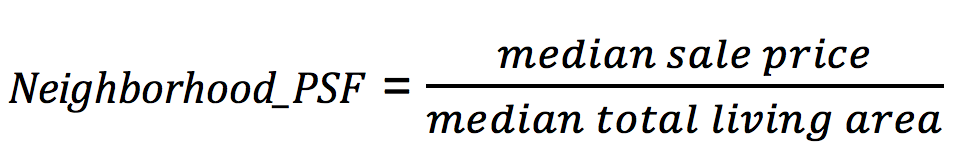 median sale price
Neighborhood_PSF =
median total living area